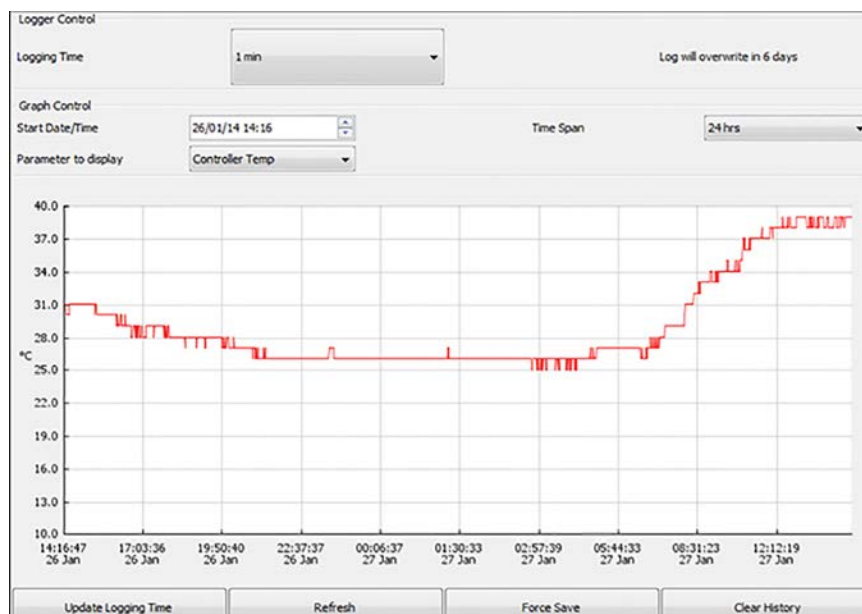 Logger Control
Logging Time 1 min Log will overwrite in 6 days
Graph Control
Start Date/Time 26/01/14 14:16 Time Span 24 hrs
Parameter to display Controller Temp
40.0
37.0
34.0
31.0
28.0
°C
25.0
22.0
19.0
16.0
13.0
10.0
14:16:47 17:03:36 19:50:40 22:37:37 00:06:37 01:30:33 02:57:39 05:44:33 08:31:23 12:12:19
26 Jan 26 Jan 26 Jan 26 Jan 27 Jan 27 Jan 27 Jan 27 Jan 27 Jan 27 Jan
Update Logging Time Refresh Force Save Clear History